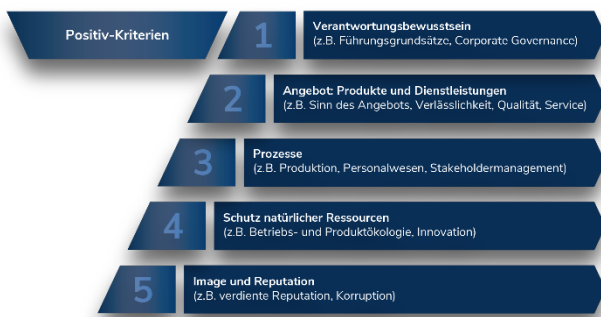 Positiv-Kriterien
1
Verantwortungsbewusstsein
(z.B. Führungsgrundsätze, Corporate Governance)
2
Angebot: Produkte und Dienstleistungen
(z.B. Sinn des Angebots, Verlässlichkeit, Qualität, Service)
3
Prozesse
(z.B. Produktion, Personalwesen, Stakeholdermanagement)
4
Schutz natürlicher Ressourcen
(z.B. Betriebs- und Produktökologie, Innovation)
5
Image und Reputation
(z.B. verdiente Reputation, Korruption)